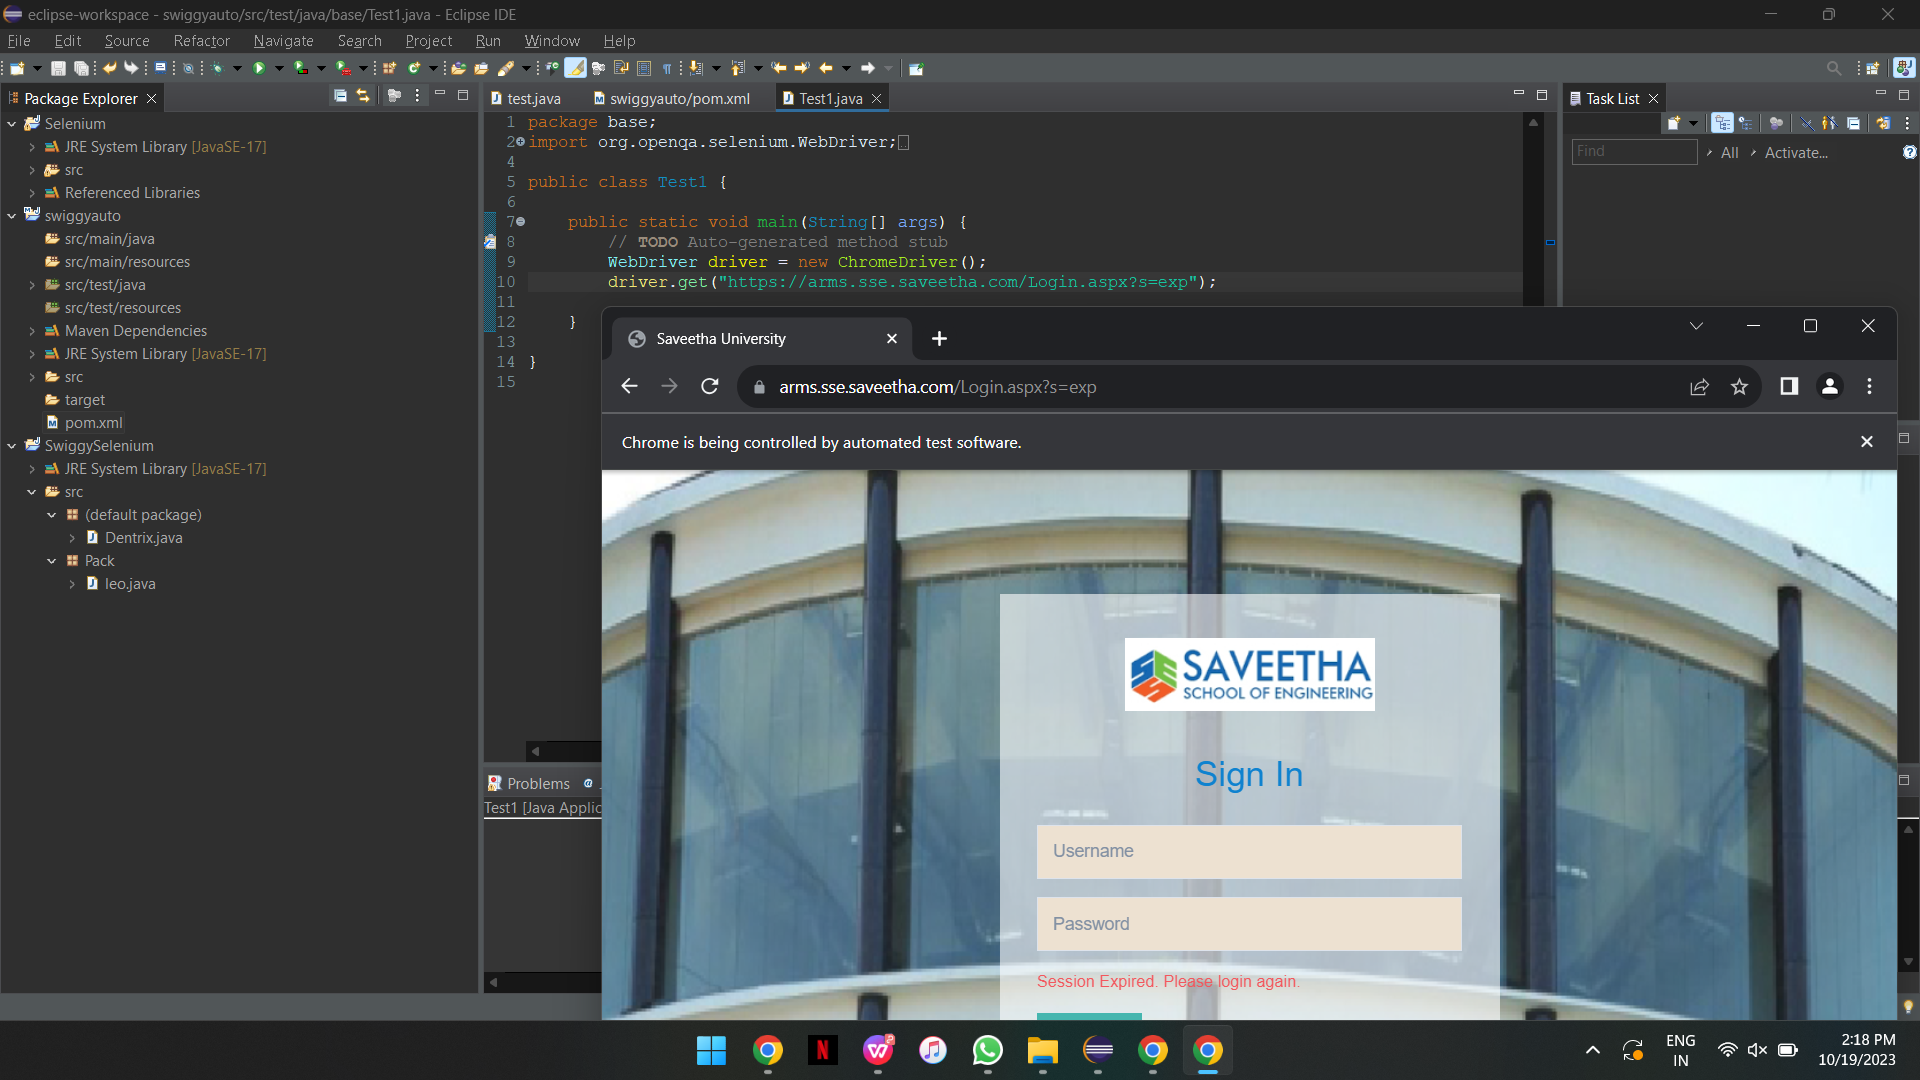 eclipse-workspace - swiggyauto/src/test/java/base/Test1.java - Eclipse IDE
File Edit Source Refactor Navigate Search Project Run Window Help
Package Explorer
Selenium
JRE System Library [JavaSE-17]
src
Referenced Libraries
swiggyauto
src/main/java
src/main/resources
src/test/java
src/test/resources
Maven Dependencies
JRE System Library [JavaSE-17]
src
target
pom.xml
SwiggySelenium
JRE System Library [JavaSE-17]
src
(default package)
Dentrix.java
Pack
leo.java
test.java swiggyauto/pom.xml Test1.java
1 package base;
2 import org.openqa.selenium.WebDriver;
4
5 public class Test1 {
6
7 public static void main(String[] args) {
8 // TODO Auto-generated method stub
9 WebDriver driver = new ChromeDriver();
10 driver.get("https://arms.sse.saveetha.com/Login.aspx?s=exp");
11
12 }
13
14 }
15
Problems @
Test1 [Java Applic
Task List
Find All Activate...
Saveetha University
arms.sse.saveetha.com/Login.aspx?s=exp
Chrome is being controlled by automated test software.
SAVEETHA
SCHOOL OF ENGINEERING
Sign In
Username
Password
Session Expired. Please login again.
ENG
IN
2:18 PM
10/19/2023